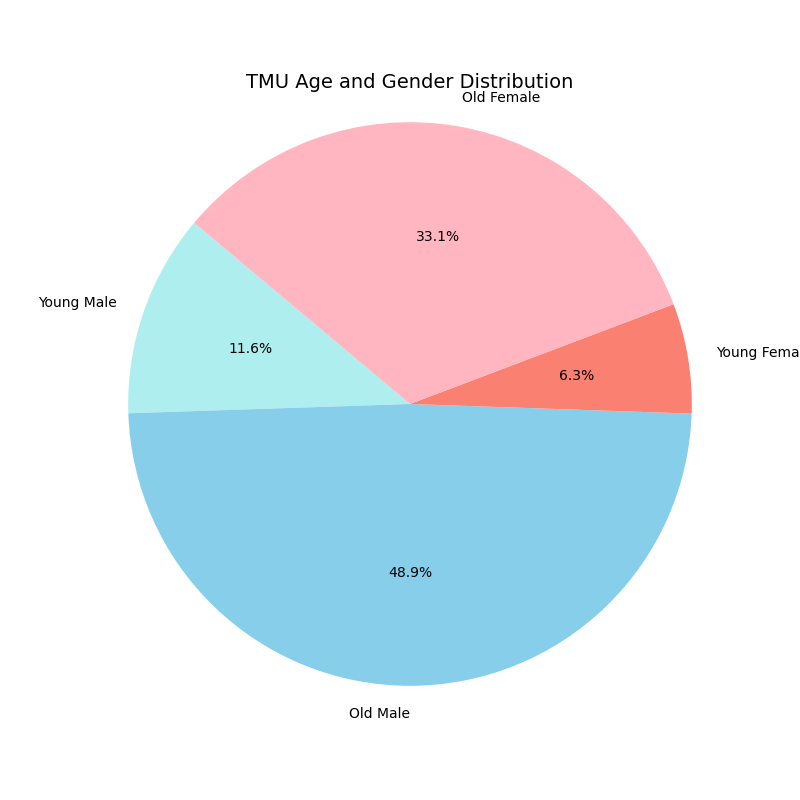 TMU Age and Gender Distribution
Old Female
33.1%
Young Male
11.6%
Young Fema
6.3%
48.9%
Old Male